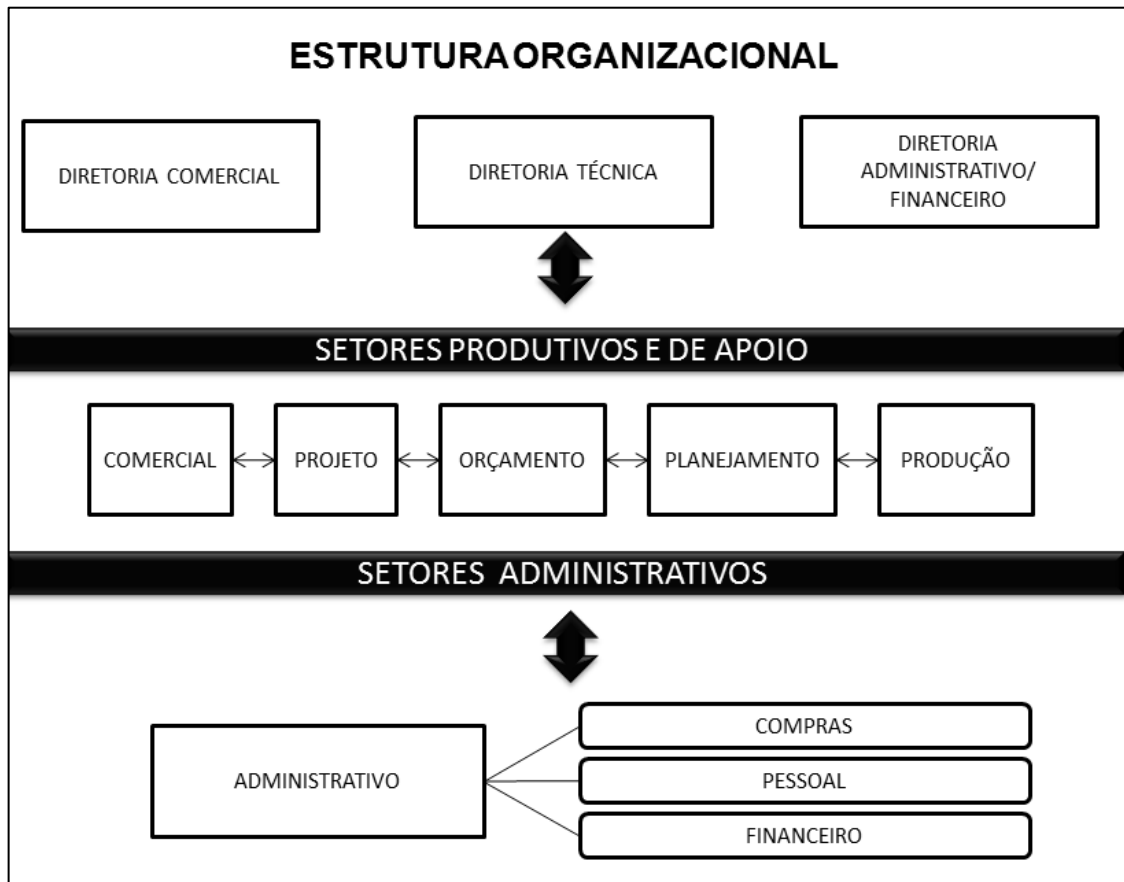 ESTRUTURA ORGANIZACIONAL
DIRETORIA COMERCIAL
DIRETORIA TÉCNICA
DIRETORIA
ADMINISTRATIVO/
FINANCEIRO
SETORES PRODUTIVOS E DE APOIO
COMERCIAL
PROJETO
ORÇAMENTO
PLANEJAMENTO
PRODUÇÃO
SETORES ADMINISTRATIVOS
ADMINISTRATIVO
COMPRAS
PESSOAL
FINANCEIRO